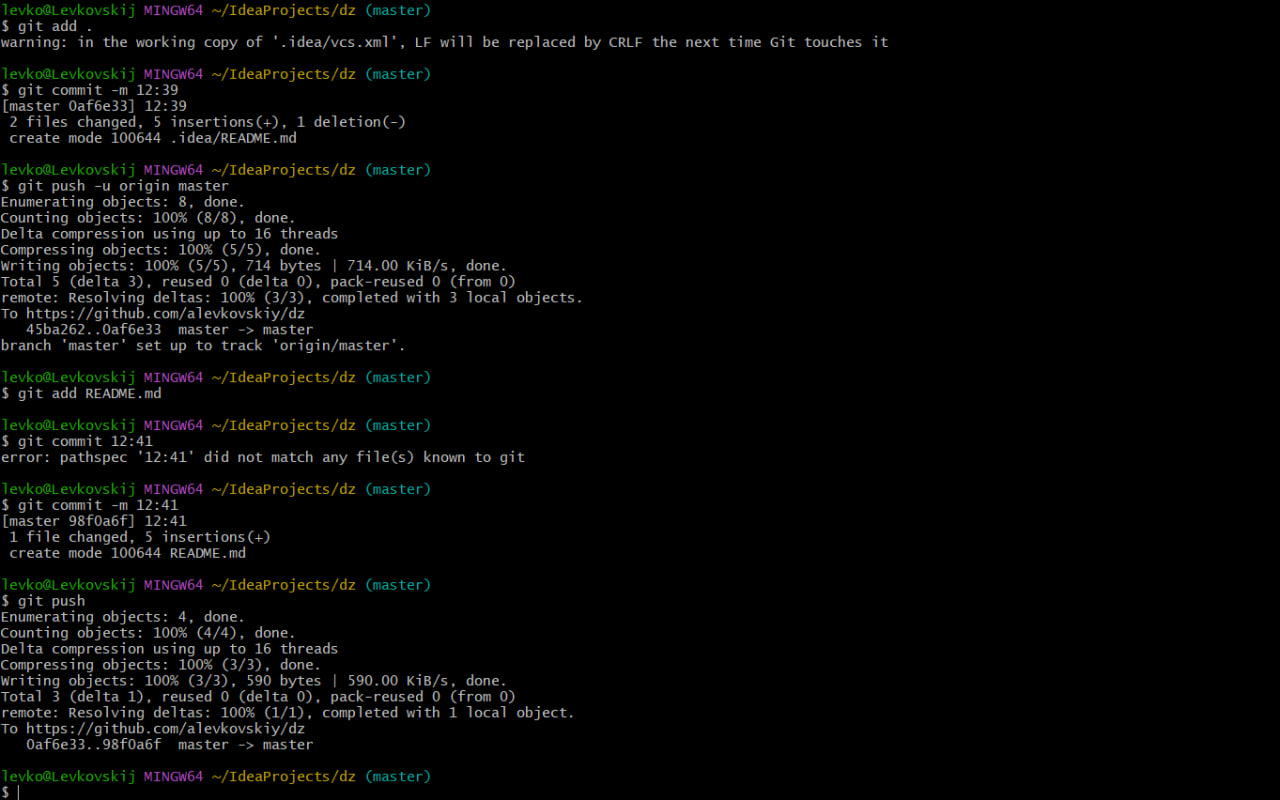 levko@Levkovskij MINGW64 ~/IdeaProjects/dz (master)
$ git add .
warning: in the working copy of '.idea/vcs.xml', LF will be replaced by CRLF the next time Git touches it
levko@Levkovskij MINGW64 ~/IdeaProjects/dz (master)
$ git commit -m 12:39
[master 0af6e33] 12:39
 2 files changed, 5 insertions(+), 1 deletion(-)
 create mode 100644 .idea/README.md
levko@Levkovskij MINGW64 ~/IdeaProjects/dz (master)
$ git push -u origin master
Enumerating objects: 8, done.
Counting objects: 100% (8/8), done.
Delta compression using up to 16 threads
Compressing objects: 100% (5/5), done.
Writing objects: 100% (5/5), 714 bytes | 714.00 KiB/s, done.
Total 5 (delta 3), reused 0 (delta 0), pack-reused 0 (from 0)
remote: Resolving deltas: 100% (3/3), completed with 3 local objects.
To https://github.com/alevkovskiy/dz
   45ba262..0af6e33  master -> master
branch 'master' set up to track 'origin/master'.
levko@Levkovskij MINGW64 ~/IdeaProjects/dz (master)
$ git add README.md
levko@Levkovskij MINGW64 ~/IdeaProjects/dz (master)
$ git commit 12:41
error: pathspec '12:41' did not match any file(s) known to git
levko@Levkovskij MINGW64 ~/IdeaProjects/dz (master)
$ git commit -m 12:41
[master 98f0a6f] 12:41
 1 file changed, 5 insertions(+)
 create mode 100644 README.md
levko@Levkovskij MINGW64 ~/IdeaProjects/dz (master)
$ git push
Enumerating objects: 4, done.
Counting objects: 100% (4/4), done.
Delta compression using up to 16 threads
Compressing objects: 100% (3/3), done.
Writing objects: 100% (3/3), 590 bytes | 590.00 KiB/s, done.
Total 3 (delta 1), reused 0 (delta 0), pack-reused 0 (from 0)
remote: Resolving deltas: 100% (1/1), completed with 1 local object.
To https://github.com/alevkovskiy/dz
   0af6e33..98f0a6f  master -> master
levko@Levkovskij MINGW64 ~/IdeaProjects/dz (master)
$